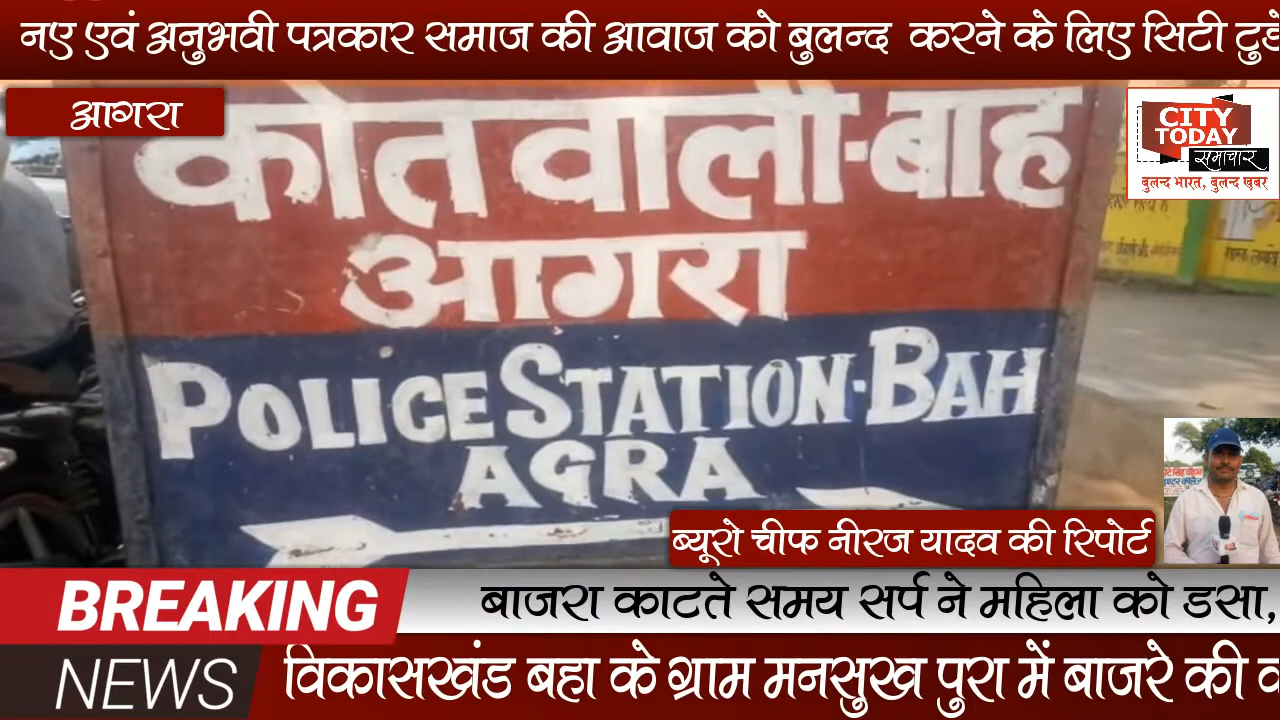 नए एवं अनुभवी पत्रकार समाज की आवाज को बुलन्द करने के लिए सिटी टुडे
आगरा
CITY
TODAY
समाचार
बुलन्द भारत, बुलन्द खबर
कोतवाली-बाह
आगरा
POLICE STATION-BAH
AGRA
ब्यूरो चीफ नीरज यादव की रिपोर्ट
BREAKING
बाजरा काटते समय सर्प ने महिला को डसा,
NEWS
विकासखंड बहा के ग्राम मनसुख पुरा में बाजरे की